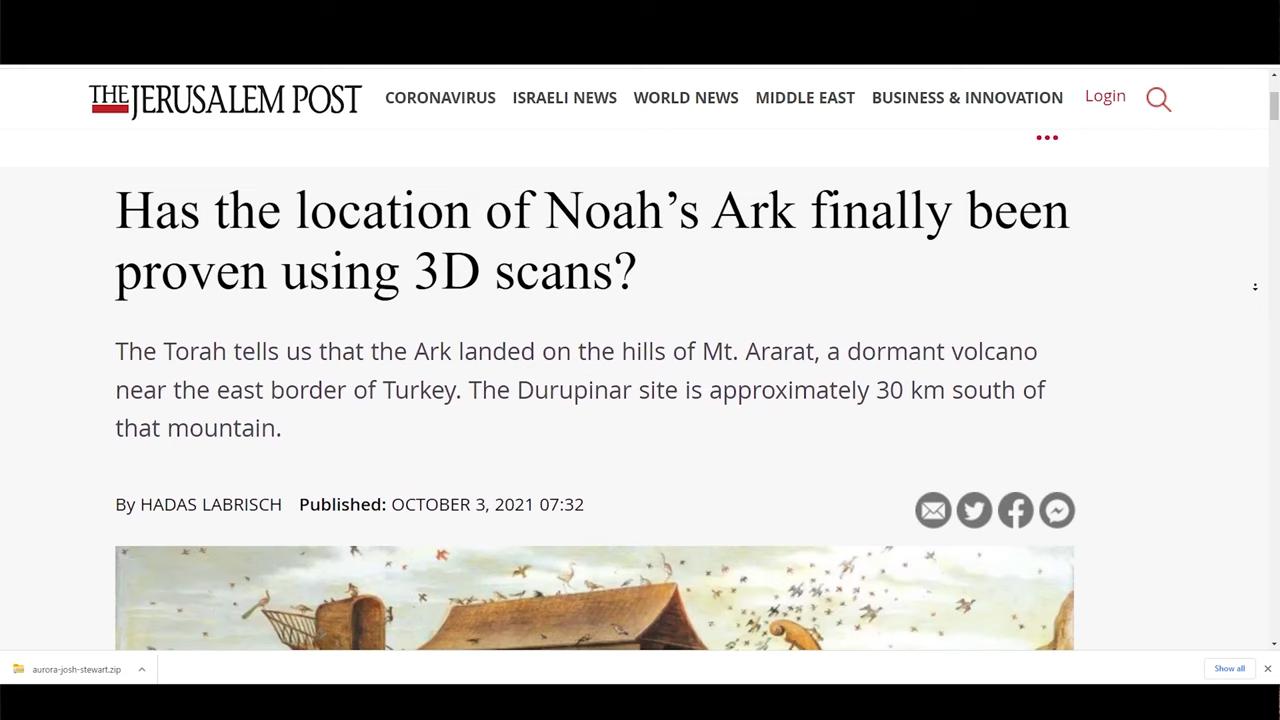 THE JERUSALEM POST
CORONAVIRUS ISRAELI NEWS WORLD NEWS MIDDLE EAST BUSINESS & INNOVATION Login
Has the location of Noah’s Ark finally been
proven using 3D scans?
The Torah tells us that the Ark landed on the hills of Mt. Ararat, a dormant volcano
near the east border of Turkey. The Durupinar site is approximately 30 km south of
that mountain.
By HADAS LABRISCH Published: OCTOBER 3, 2021 07:32
aurora-josh-stewart.zip
Show all